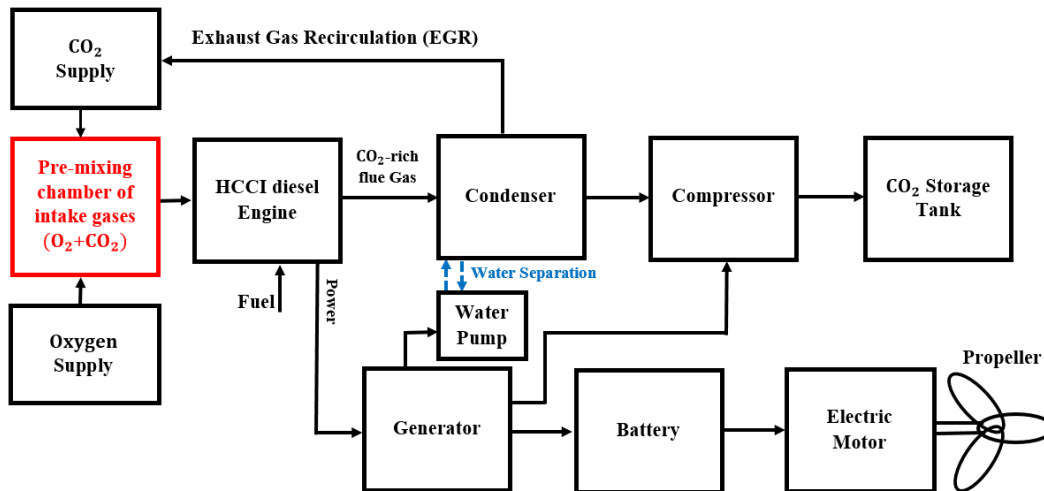 CO₂
Supply
Exhaust Gas Recirculation (EGR)
Pre-mixing
chamber of
intake gases
(O₂+CO₂)
HCCI diesel
Engine
CO₂-rich
flue Gas
Condenser
Compressor
CO₂ Storage
Tank
Water Separation
Fuel
Power
Water
Pump
Oxygen
Supply
Generator
Battery
Electric
Motor
Propeller